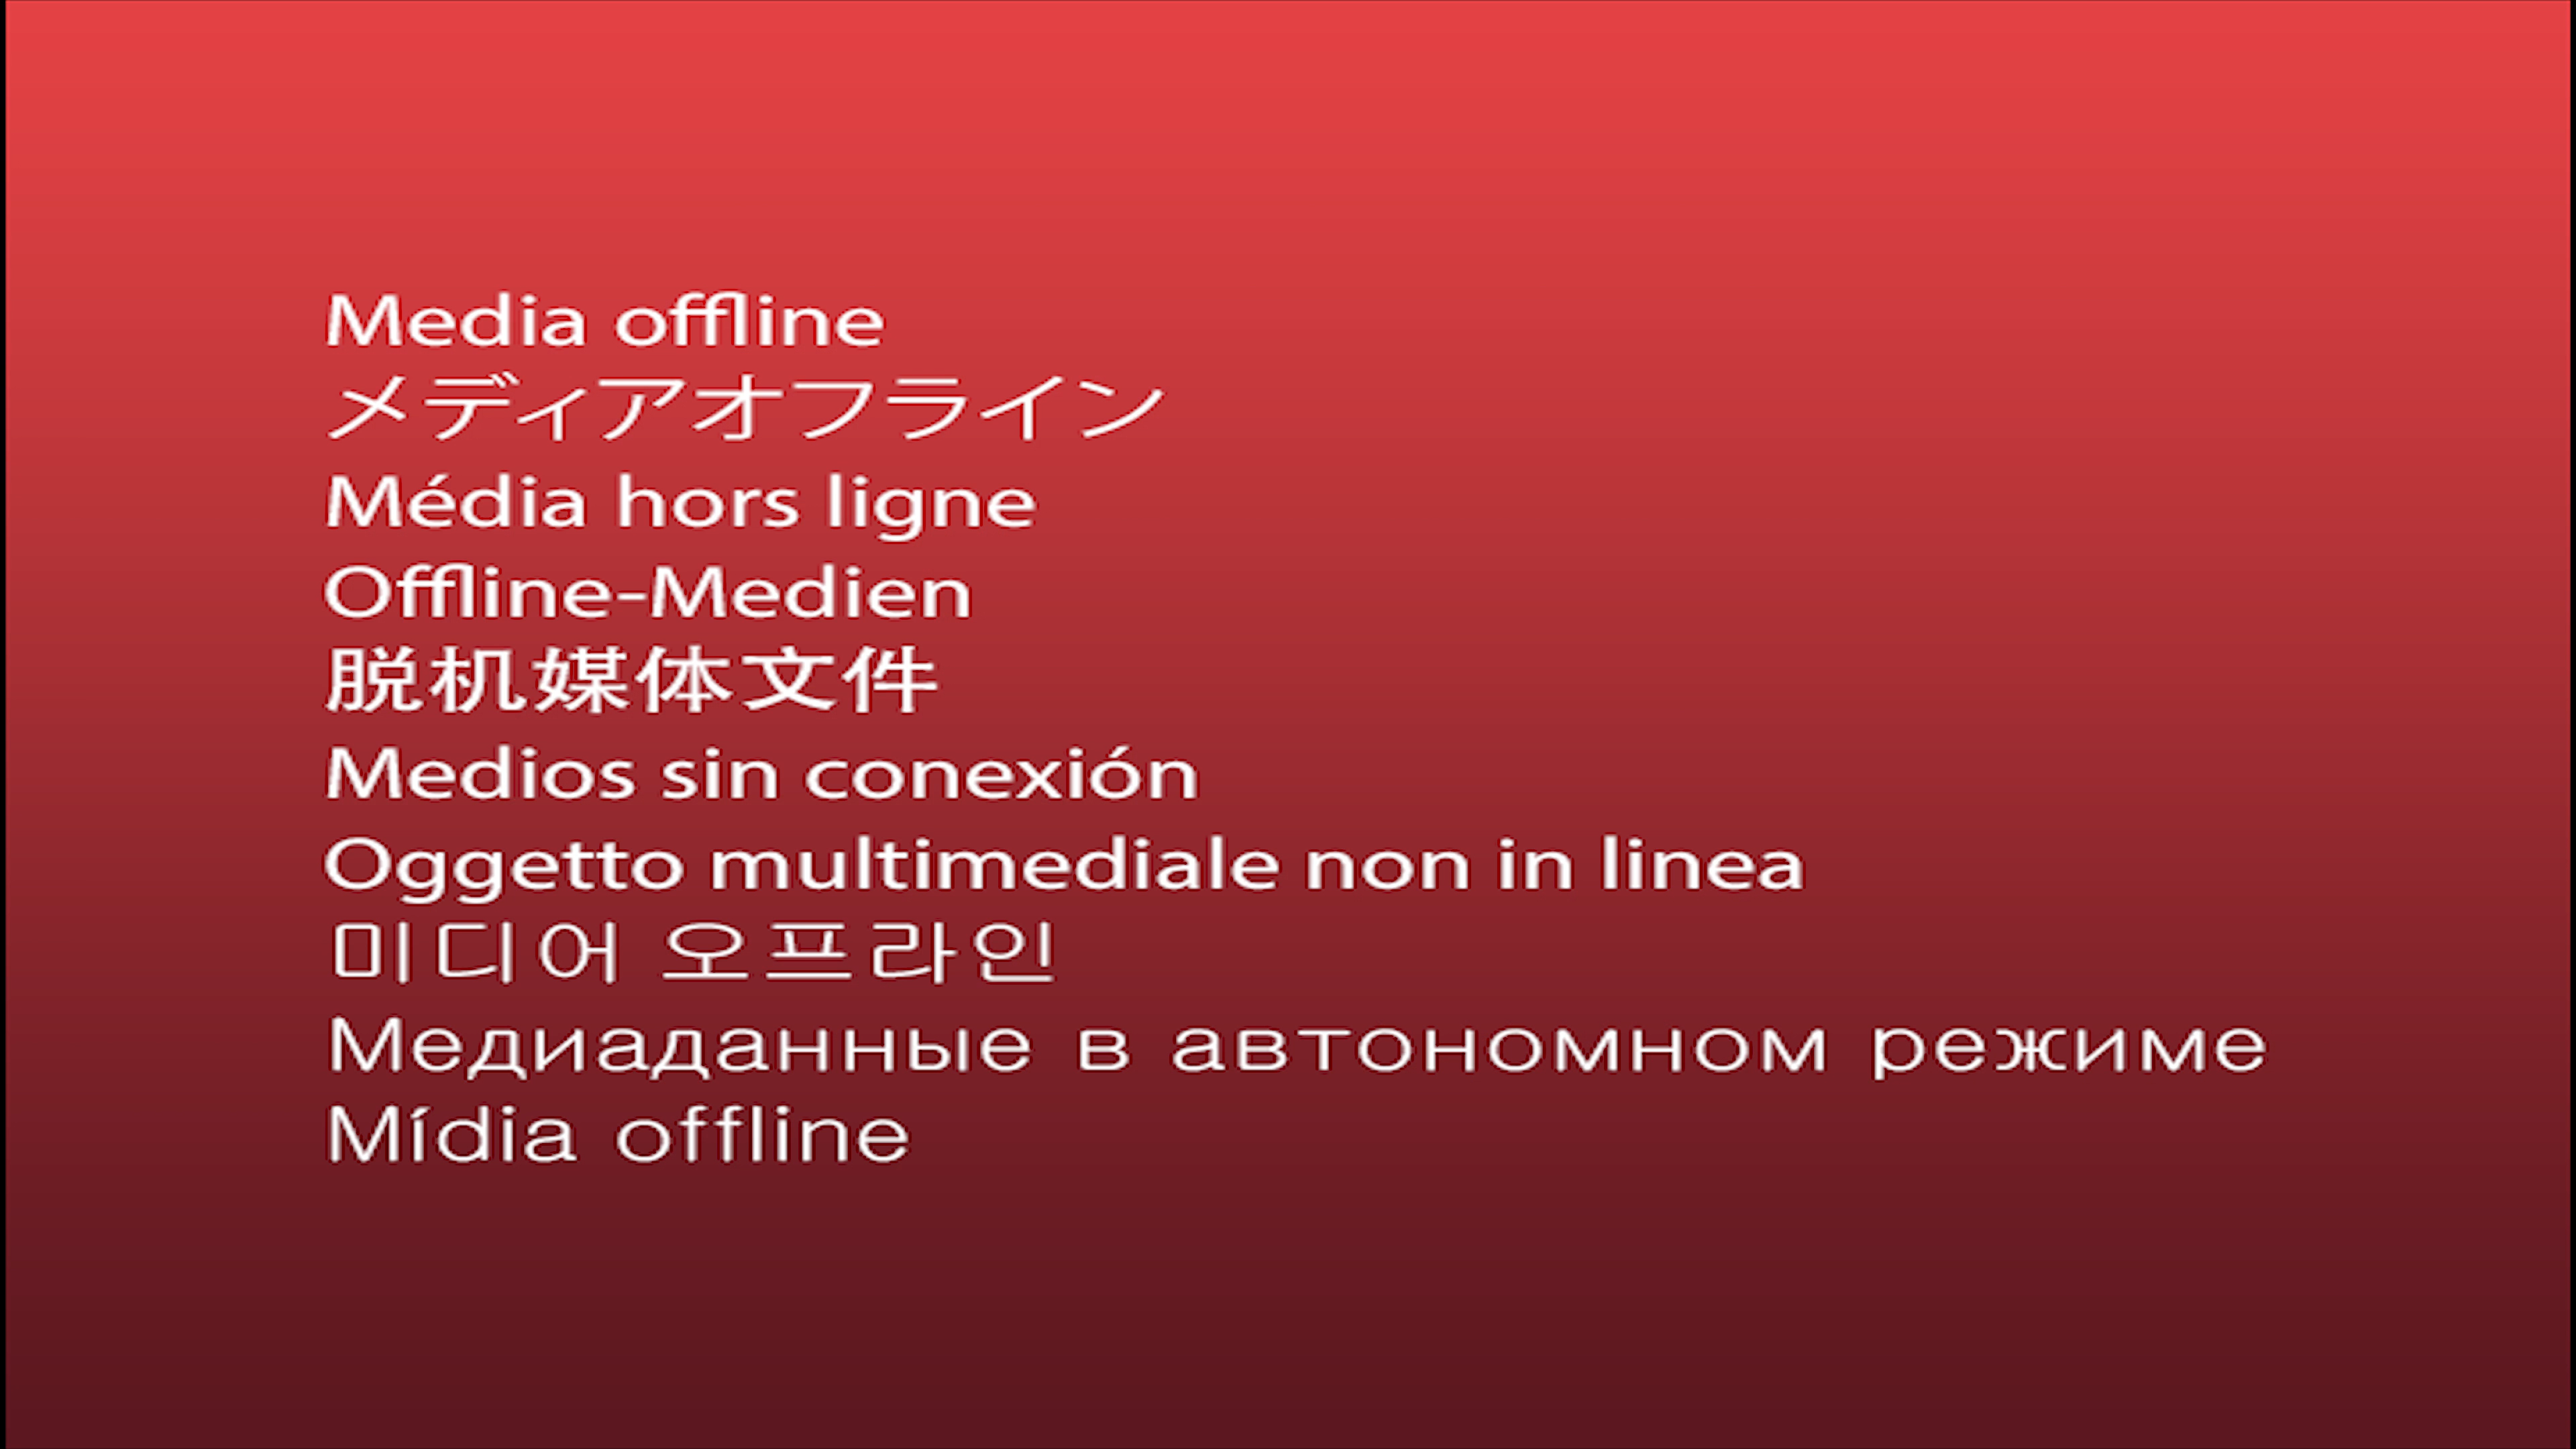 Media offline
メディアオフライン
Média hors ligne
Offline-Medien
脱机媒体文件
Medios sin conexión
Oggetto multimediale non in linea
미디어 오프라인
Медиаданные в автономном режиме
Mídia offline